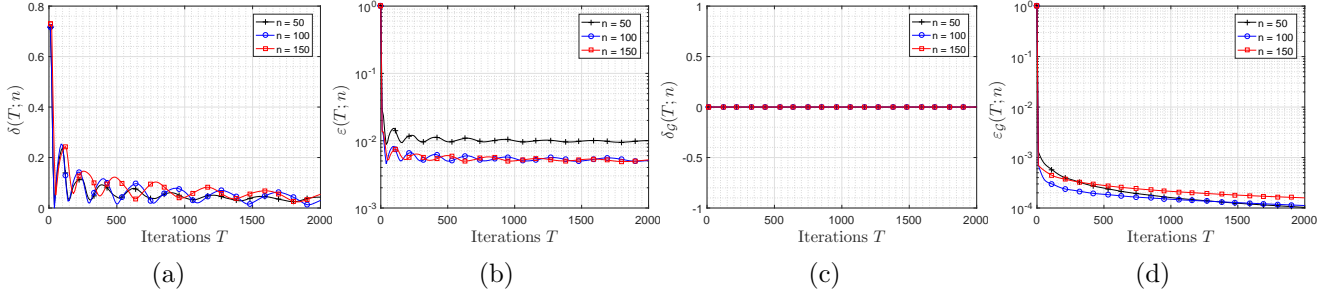 0.8
0.6
0.4
0.2
0
0
500
1000
1500
2000
δ(T; n)
Iterations T
n = 50
n = 100
n = 150
(a)
10^0
10^-1
10^-2
10^-3
0
500
1000
1500
2000
ε(T; n)
Iterations T
n = 50
n = 100
n = 150
(b)
1
0.5
0
-0.5
-1
500
1000
1500
2000
δ_𝒢(T; n)
Iterations T
n = 50
n = 100
n = 150
(c)
10^0
10^-1
10^-2
10^-3
10^-4
0
500
1000
1500
2000
ε_𝒢(T; n)
Iterations T
n = 50
n = 100
n = 150
(d)